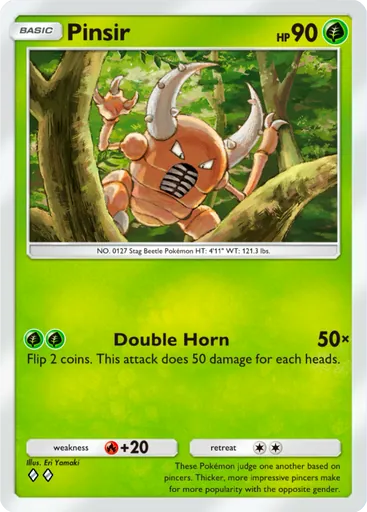 BASIC
Pinsir
HP 90
NO. 0127 Stag Beetle Pokémon HT: 4'11" WT: 121.3 lbs.
Double Horn 50×
Flip 2 coins. This attack does 50 damage for each heads.
weakness +20
retreat
Illus. Eri Yamaki
These Pokémon judge one another based on
pincers. Thicker, more impressive pincers make
for more popularity with the opposite gender.